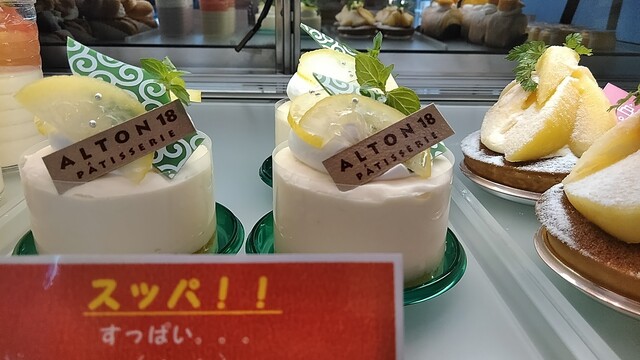 ALTON 18
PÂTISSERIE
ALTON 18
PÂTISSERIE
スッパ！！
すっぱい。。。